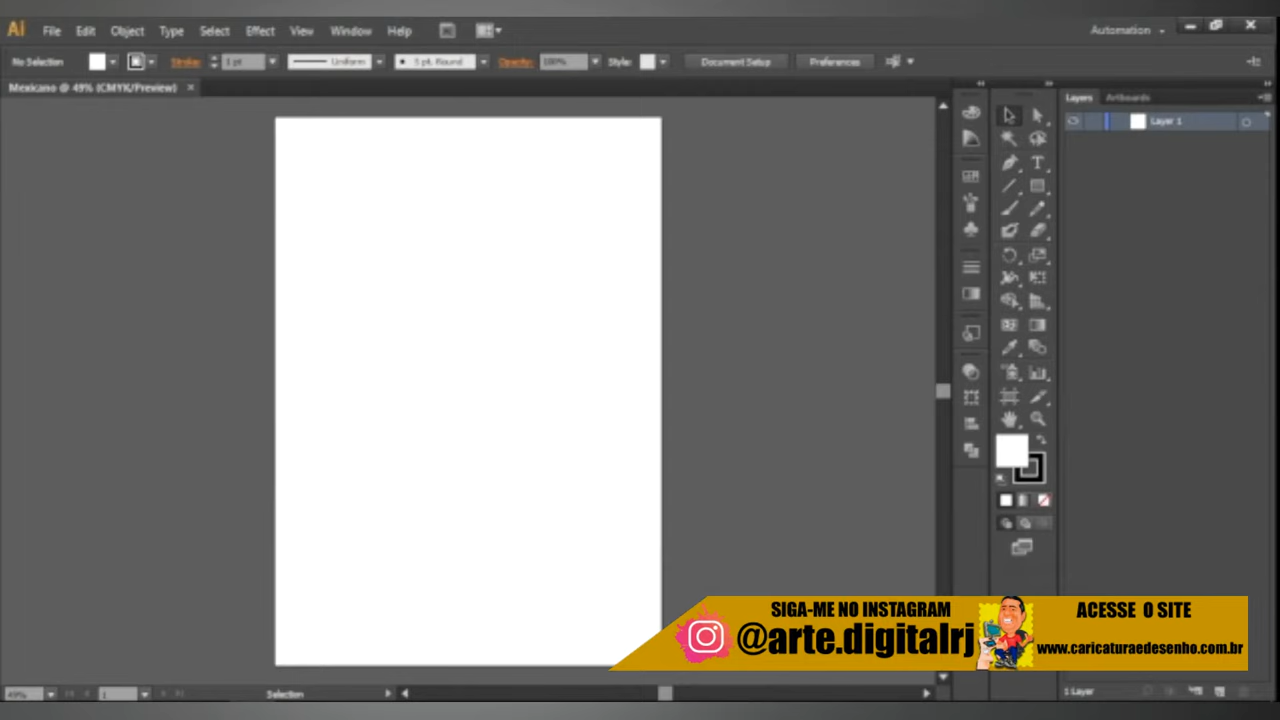 Ai File Edit Object Type Select Effect View Window Help
Automation
No Selection
Stroke: 1 pt Uniform 5 pt. Round Opacity: 100% Style: Document Setup Preferences
Mexicano @ 49% (CMYK/Preview) ×
Layers Artboards
Layer 1
SIGA-ME NO INSTAGRAM
@arte.digitalrj
ACESSE O SITE
www.caricaturaedesenho.com.br
49% 1 Selection
1 Layer